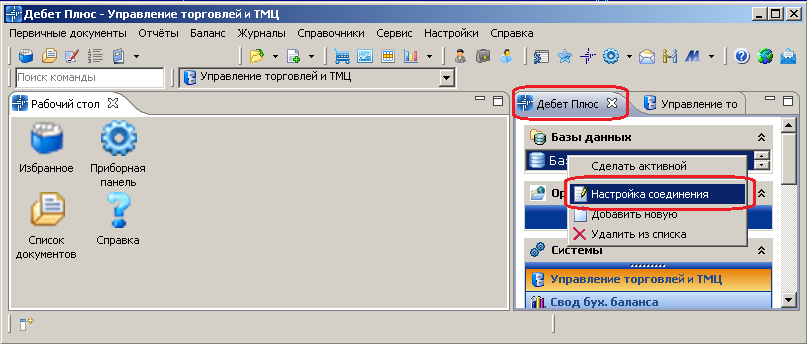 Дебет Плюс - Управление торговлей и ТМЦ
Первичные документы Отчёты Баланс Журналы Справочники Сервис Настройки Справка
Поиск команды
Управление торговлей и ТМЦ
Рабочий стол
Дебет Плюс
Управление то
Избранное
Приборная
панель
Список
документов
Справка
Базы данных
Сделать активной
Настройка соединения
Добавить новую
Удалить из списка
Системы
Управление торговлей и ТМЦ
Свод бух. баланса